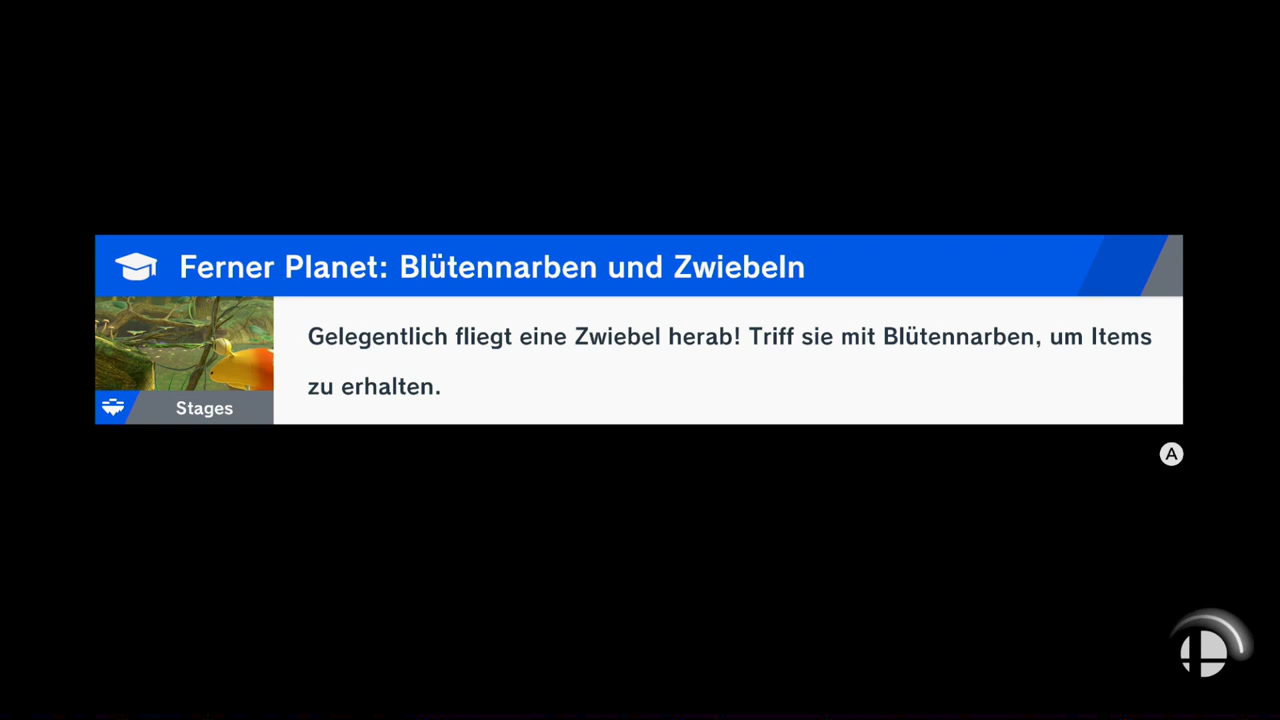 Ferner Planet: Blütennarben und Zwiebeln
Gelegentlich fliegt eine Zwiebel herab! Triff sie mit Blütennarben, um Items
zu erhalten.
Stages
A